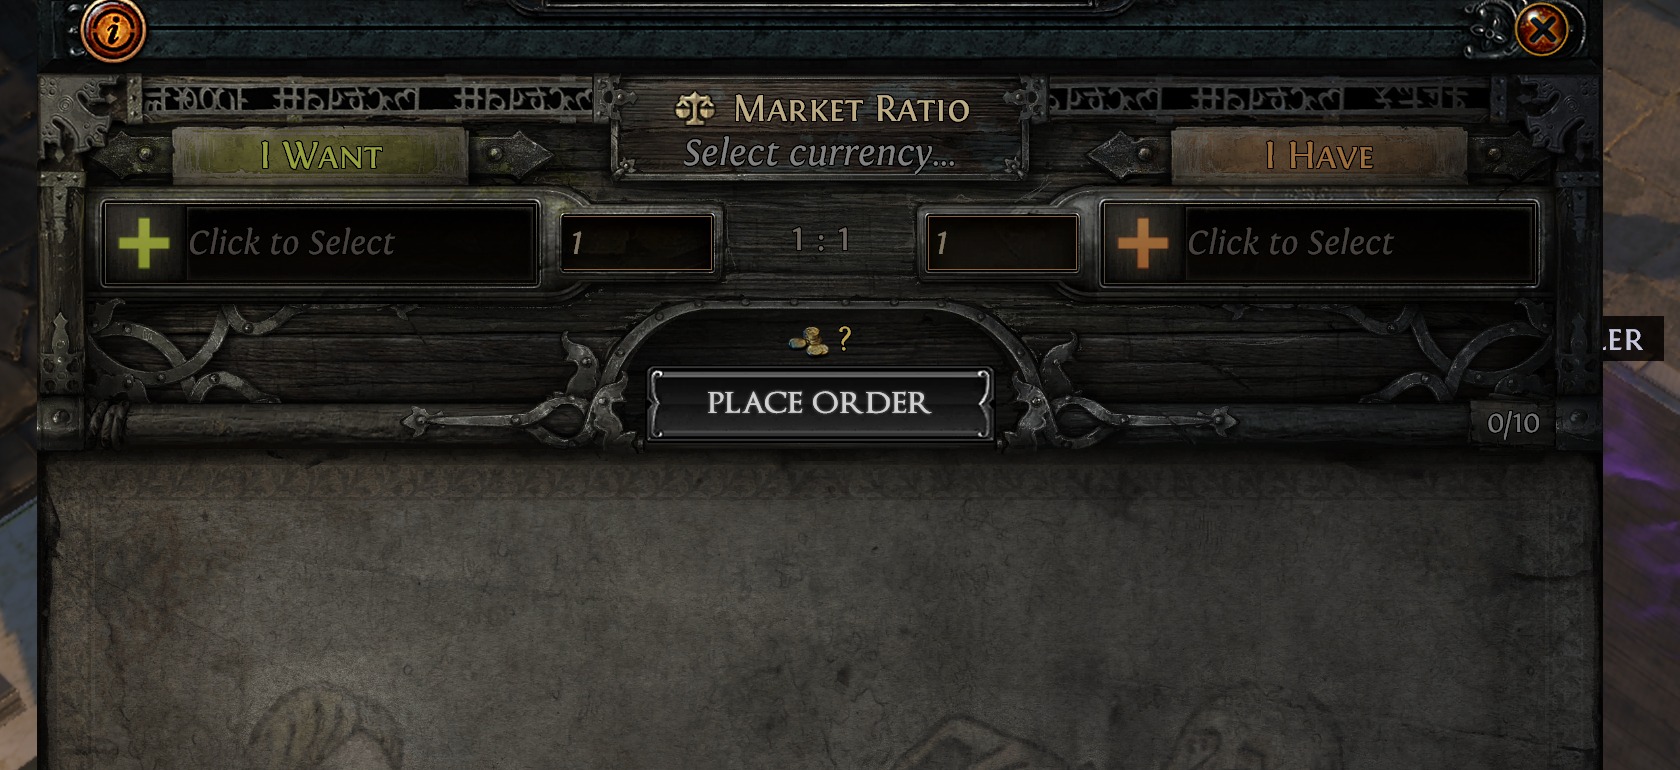 MARKET RATIO
Select currency...
I WANT
I HAVE
Click to Select
1
1 : 1
1
Click to Select
?
PLACE ORDER
0/10
ER